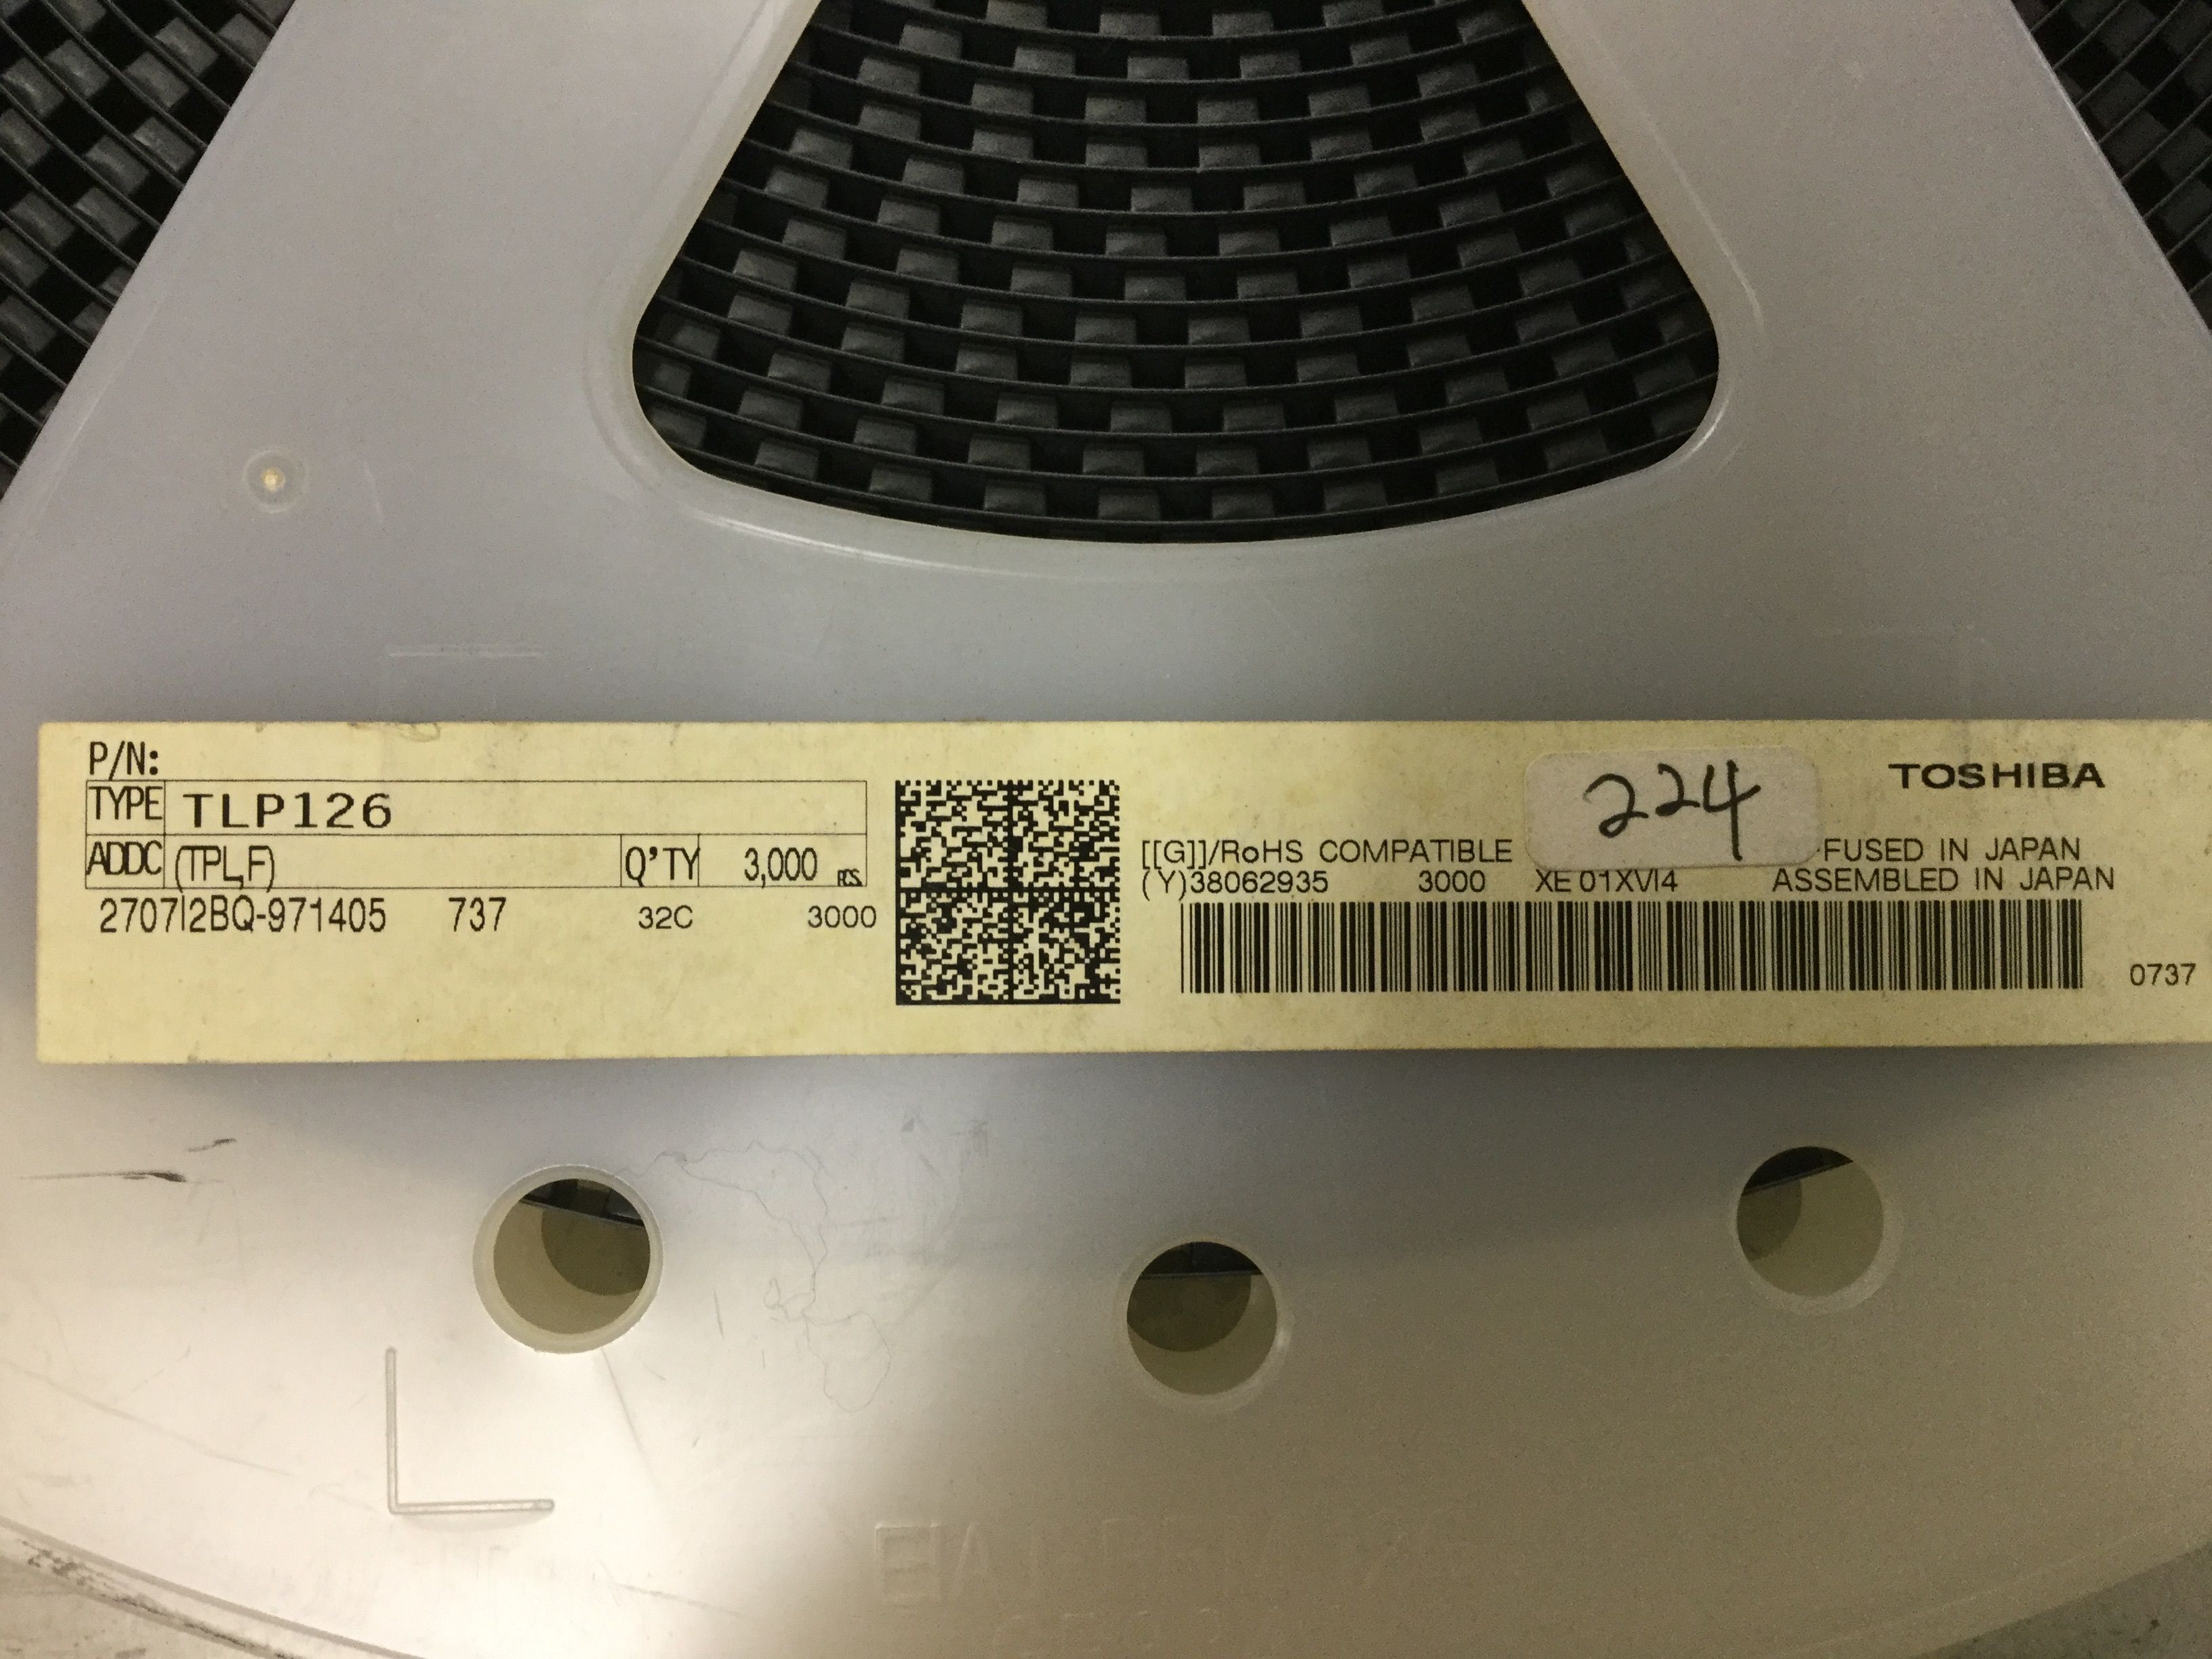 P/N:
TYPE TLP126
ADDC (TPL,F) Q'TY 3,000 PCS.
270712BQ-971405 737 32C 3000
224
TOSHIBA
[[G]]/RoHS COMPATIBLE FUSED IN JAPAN
(Y)38062935 3000 XE 01XVI4 ASSEMBLED IN JAPAN
0737
L